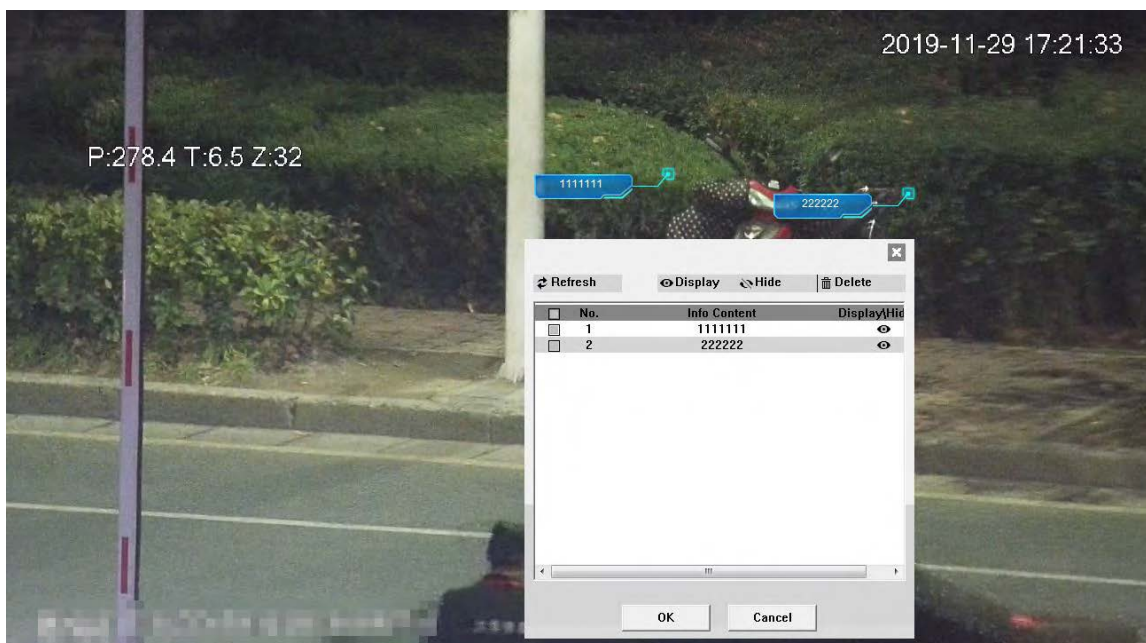 2019-11-29 17:21:33
P:278.4 T:6.5 Z:32
1111111
222222
Refresh Display Hide Delete
No. Info Content Display\Hid
1 1111111
2 222222
OK Cancel